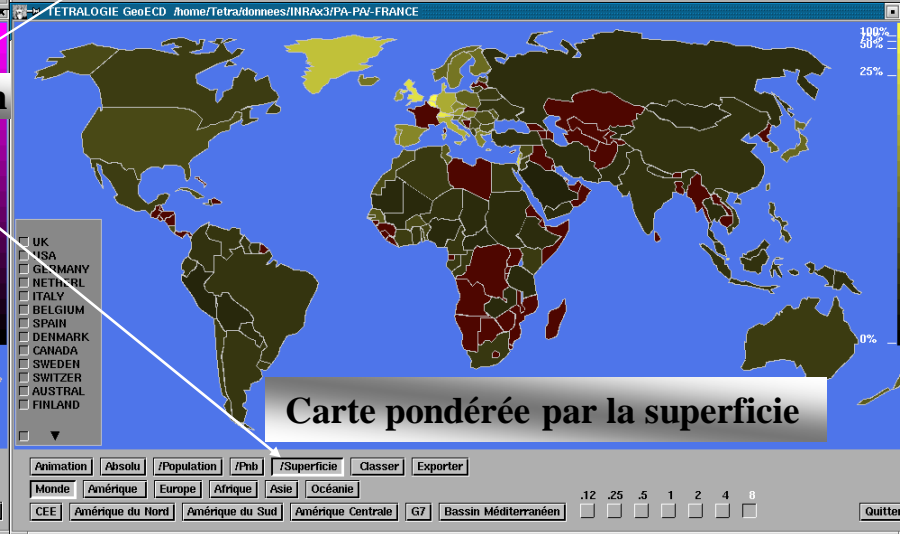 TETRALOGIE GeoECD /home/Tetra/donnees/INRAx3/PA-PA/-FRANCE
100%
50%
25%
0%
UK
USA
GERMANY
NETHERL
ITALY
BELGIUM
SPAIN
DENMARK
CANADA
SWEDEN
SWITZER
AUSTRAL
FINLAND
Carte pondérée par la superficie
Animation Absolu /Population /Pnb /Superficie Classer Exporter
Monde Amérique Europe Afrique Asie Océanie
.12 .25 .5 1 2 4 8
CEE Amérique du Nord Amérique du Sud Amérique Centrale G7 Bassin Méditerranéen Quitter